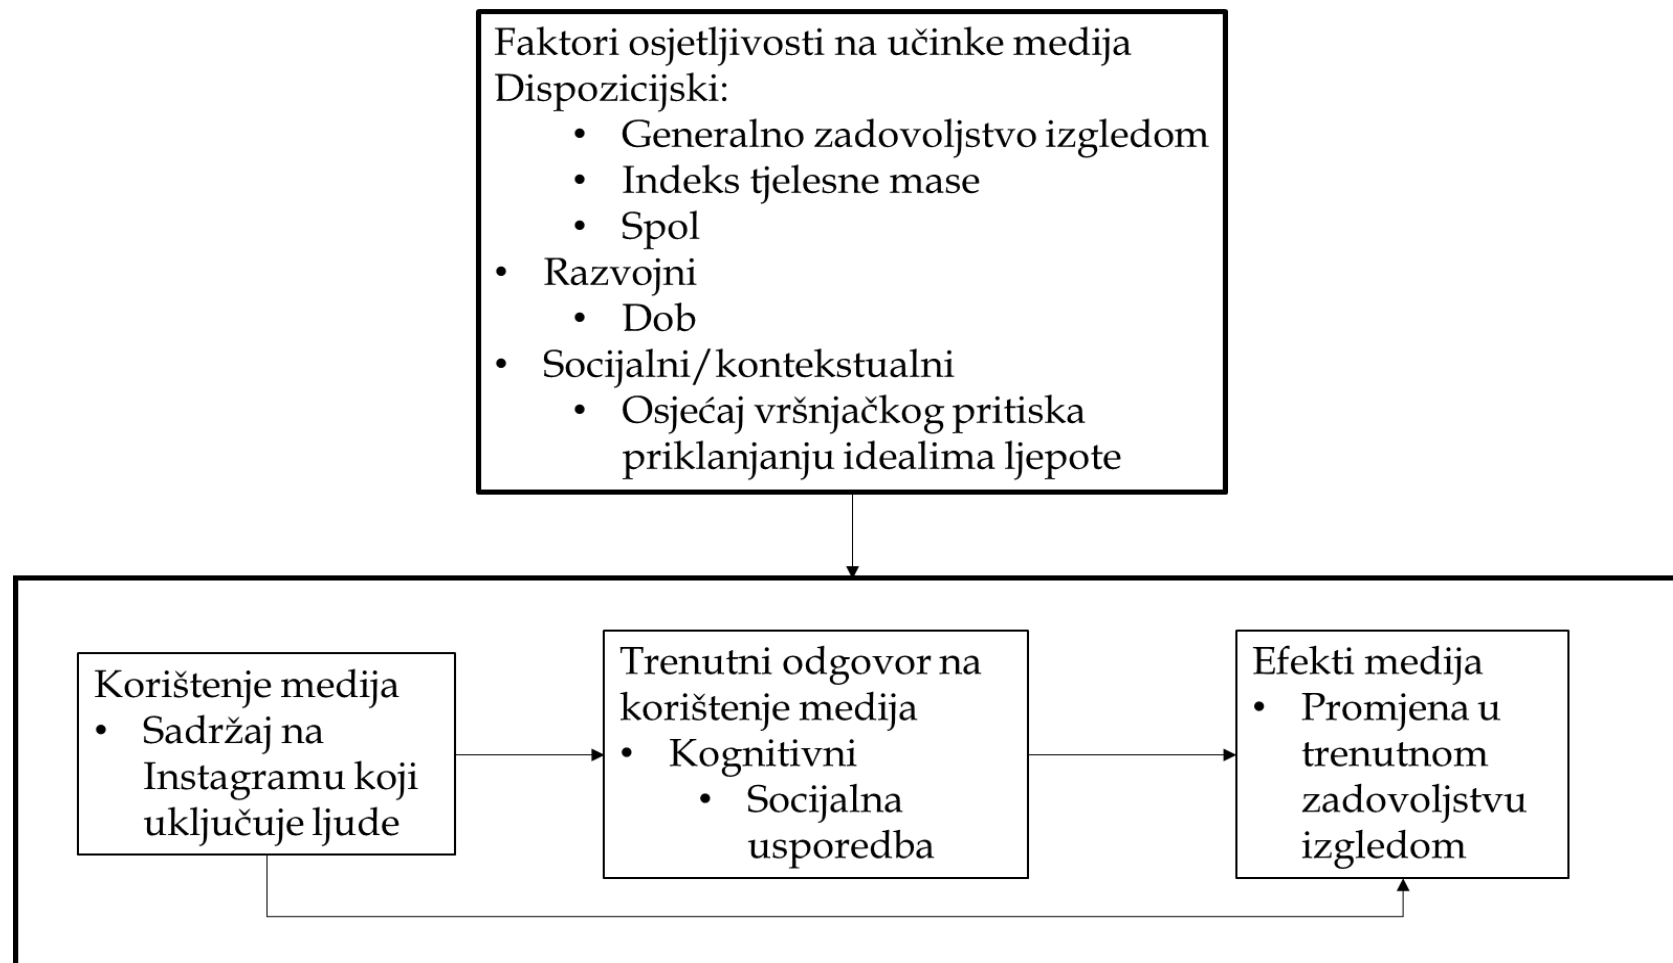 Faktori osjetljivosti na učinke medija
Dispozicijski:
• Generalno zadovoljstvo izgledom
• Indeks tjelesne mase
• Spol
• Razvojni
• Dob
• Socijalni/kontekstualni
• Osjećaj vršnjačkog pritiska
priklanjanju idealima ljepote
Korištenje medija
• Sadržaj na
Instagramu koji
uključuje ljude
Trenutni odgovor na
korištenje medija
• Kognitivni
• Socijalna
usporedba
Efekti medija
• Promjena u
trenutnom
zadovoljstvu
izgledom